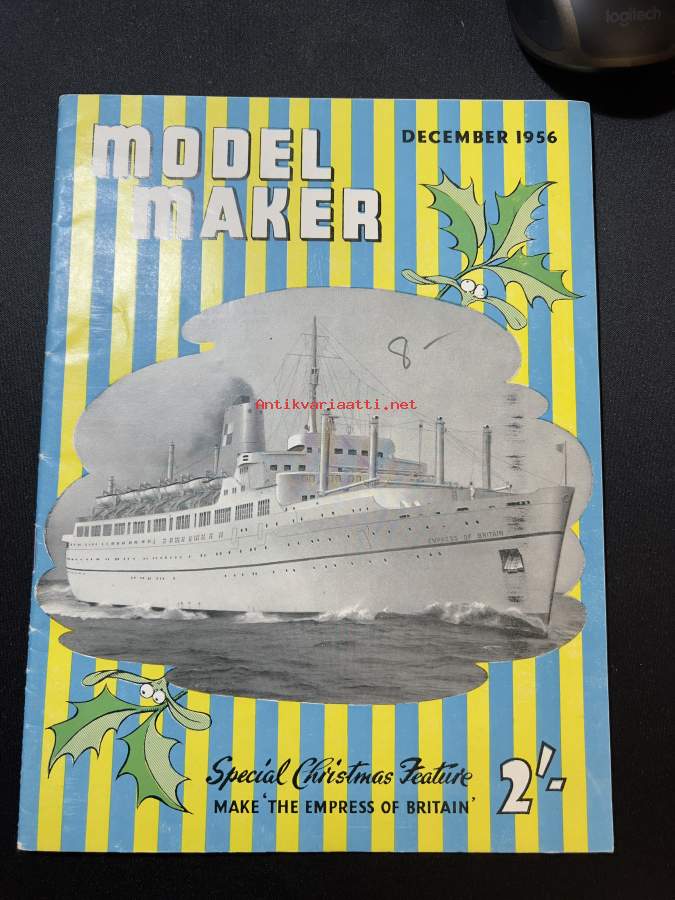 logitech
MODEL
MAKER
DECEMBER 1956
8-
Antikvariaatti.net
EMPRESS OF BRITAIN
Special Christmas Feature
MAKE 'THE EMPRESS OF BRITAIN'
2'-